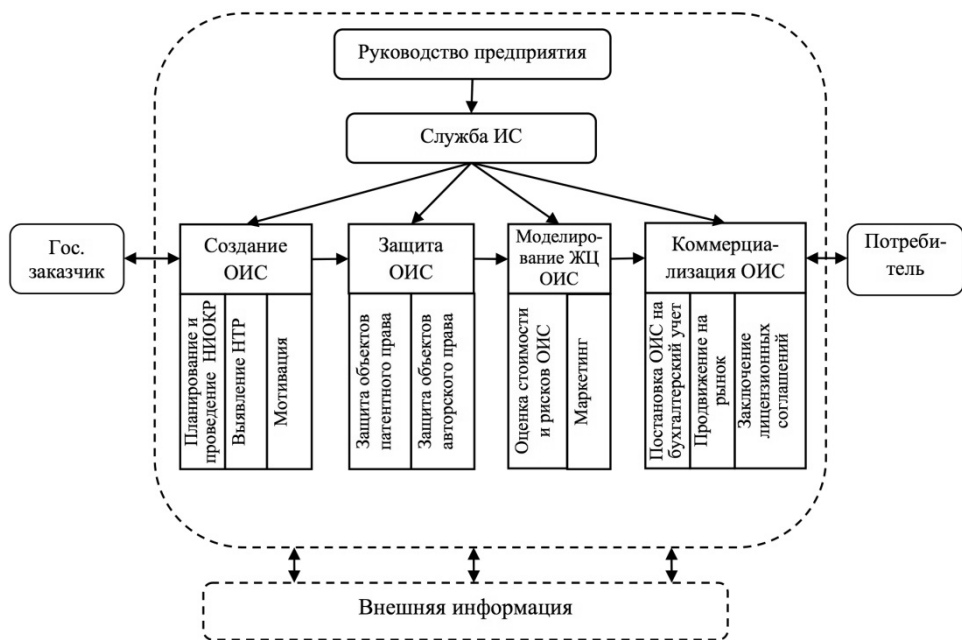 Руководство предприятия
Служба ИС
Гос.
заказчик
Создание
ОИС
Защита
ОИС
Моделиро-
вание ЖЦ
ОИС
Коммерциа-
лизация ОИС
Потреби-
тель
Планирование и
проведение НИОКР
Выявление НТР
Мотивация
Защита объектов
патентного права
Защита объектов
авторского права
Оценка стоимости
и рисков ОИС
Маркетинг
Постановка ОИС на
бухгалтерский учет
Продвижение на
рынок
Заключение
лицензионных
соглашений
Внешняя информация